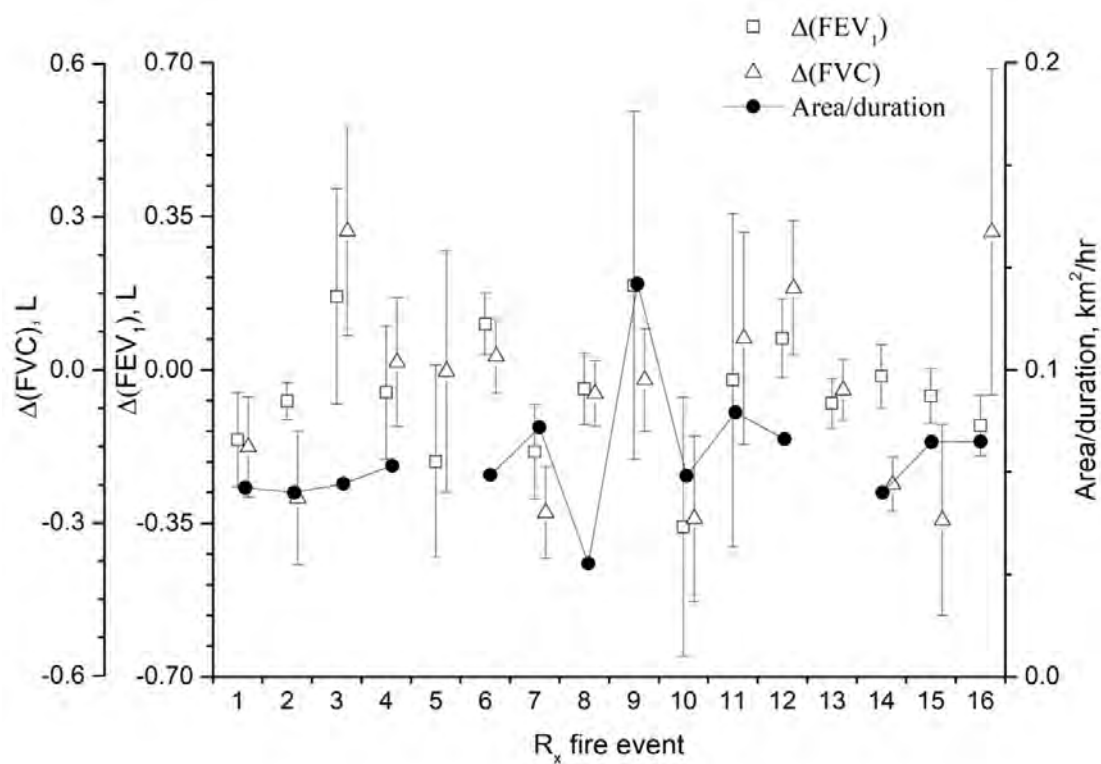 Δ(FEV₁)
Δ(FVC)
Area/duration
0.6
0.3
0.0
-0.3
-0.6
Δ(FVC), L
0.70
0.35
0.00
-0.35
-0.70
Δ(FEV₁), L
0.2
0.1
0.0
Area/duration, km²/hr
1 2 3 4 5 6 7 8 9 10 11 12 13 14 15 16
Rₓ fire event